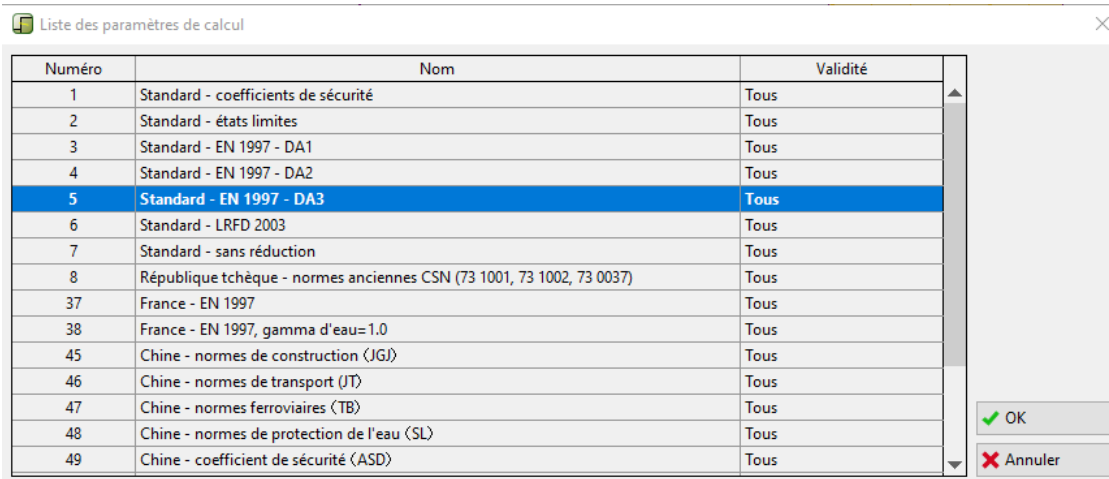 Liste des paramètres de calcul
Numéro Nom Validité
1 Standard - coefficients de sécurité Tous
2 Standard - états limites Tous
3 Standard - EN 1997 - DA1 Tous
4 Standard - EN 1997 - DA2 Tous
5 Standard - EN 1997 - DA3 Tous
6 Standard - LRFD 2003 Tous
7 Standard - sans réduction Tous
8 République tchèque - normes anciennes CSN (73 1001, 73 1002, 73 0037) Tous
37 France - EN 1997 Tous
38 France - EN 1997, gamma d'eau=1.0 Tous
45 Chine - normes de construction（JGJ） Tous
46 Chine - normes de transport (JT） Tous
47 Chine - normes ferroviaires（TB） Tous
48 Chine - normes de protection de l'eau（SL） Tous
49 Chine - coefficient de sécurité（ASD） Tous
OK
Annuler